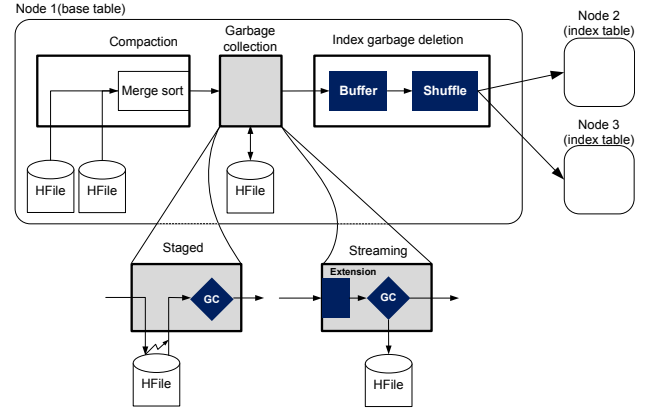 Node 1(base table)
Compaction
Garbage
collection
Index garbage deletion
Node 2
(index table)
Merge sort
Buffer
Shuffle
Node 3
(index table)
HFile
HFile
HFile
Staged
Streaming
Extension
GC
GC
HFile
HFile